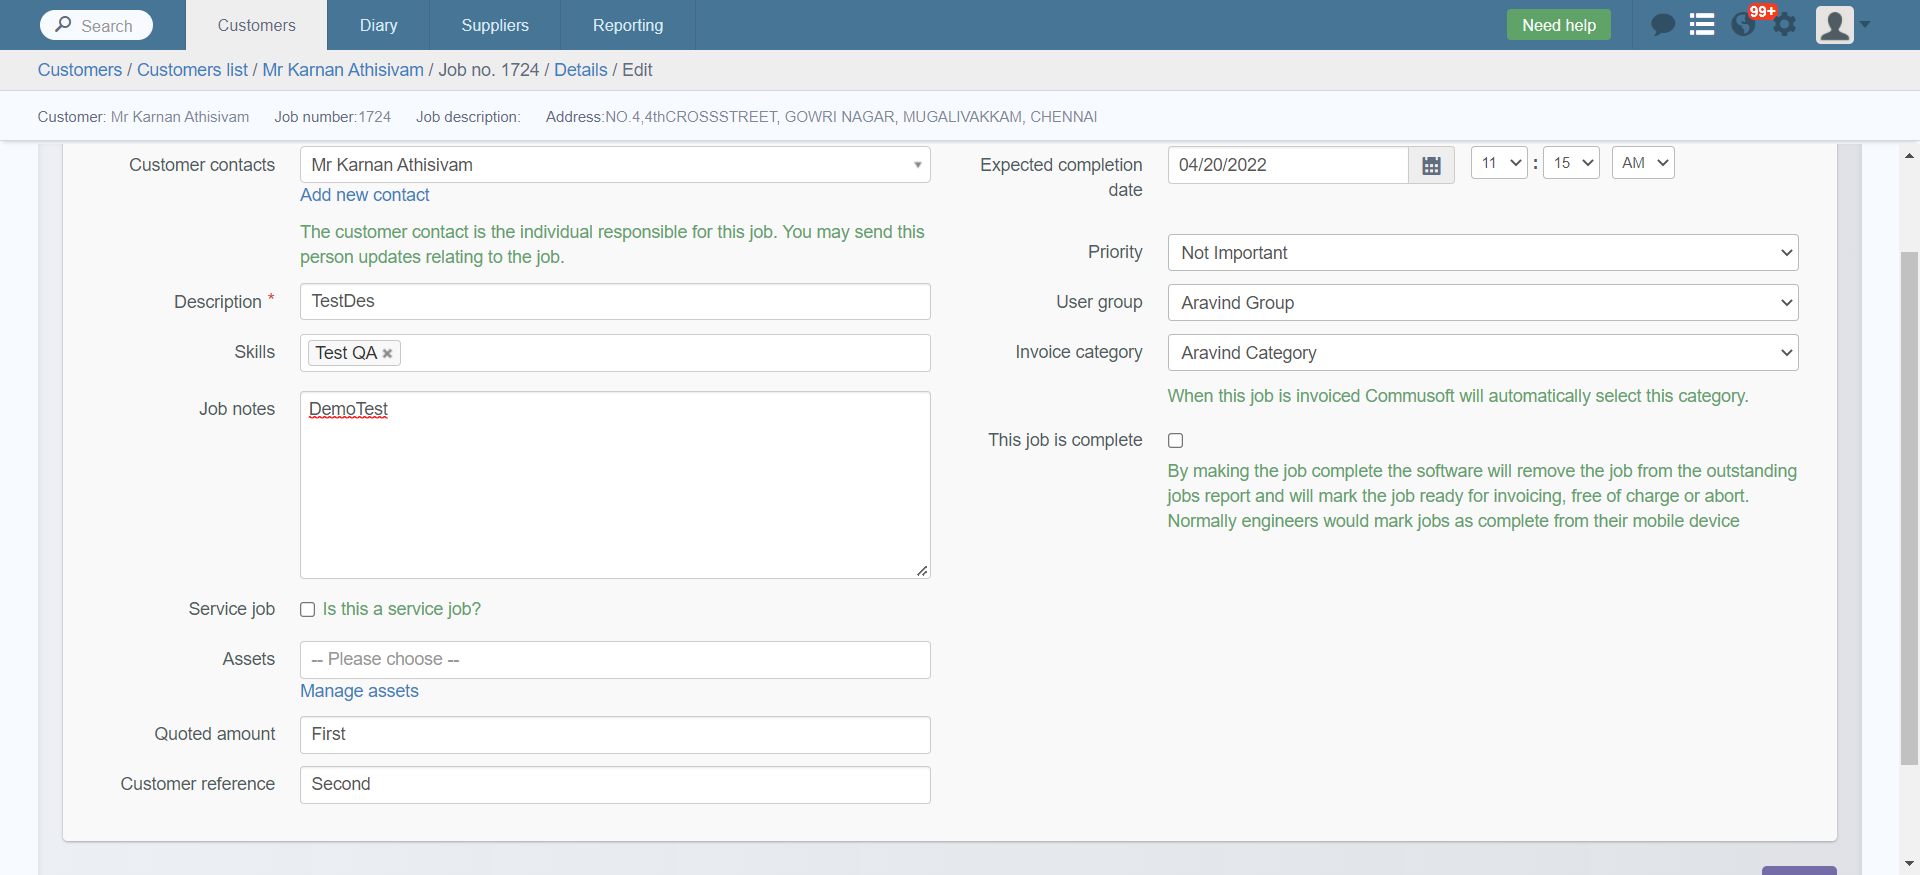 Search
Customers
Diary
Suppliers
Reporting
Need help
99+
Customers / Customers list / Mr Karnan Athisivam / Job no. 1724 / Details / Edit
Customer: Mr Karnan Athisivam Job number:1724 Job description: Address:NO.4,4thCROSSSTREET, GOWRI NAGAR, MUGALIVAKKAM, CHENNAI
Customer contacts
Mr Karnan Athisivam
Add new contact
The customer contact is the individual responsible for this job. You may send this
person updates relating to the job.
Description *
TestDes
Skills
Test QA ×
Job notes
DemoTest
Service job
Is this a service job?
Assets
-- Please choose --
Manage assets
Quoted amount
First
Customer reference
Second
Expected completion
date
04/20/2022
11 : 15 AM
Priority
Not Important
User group
Aravind Group
Invoice category
Aravind Category
When this job is invoiced Commusoft will automatically select this category.
This job is complete
By making the job complete the software will remove the job from the outstanding
jobs report and will mark the job ready for invoicing, free of charge or abort.
Normally engineers would mark jobs as complete from their mobile device